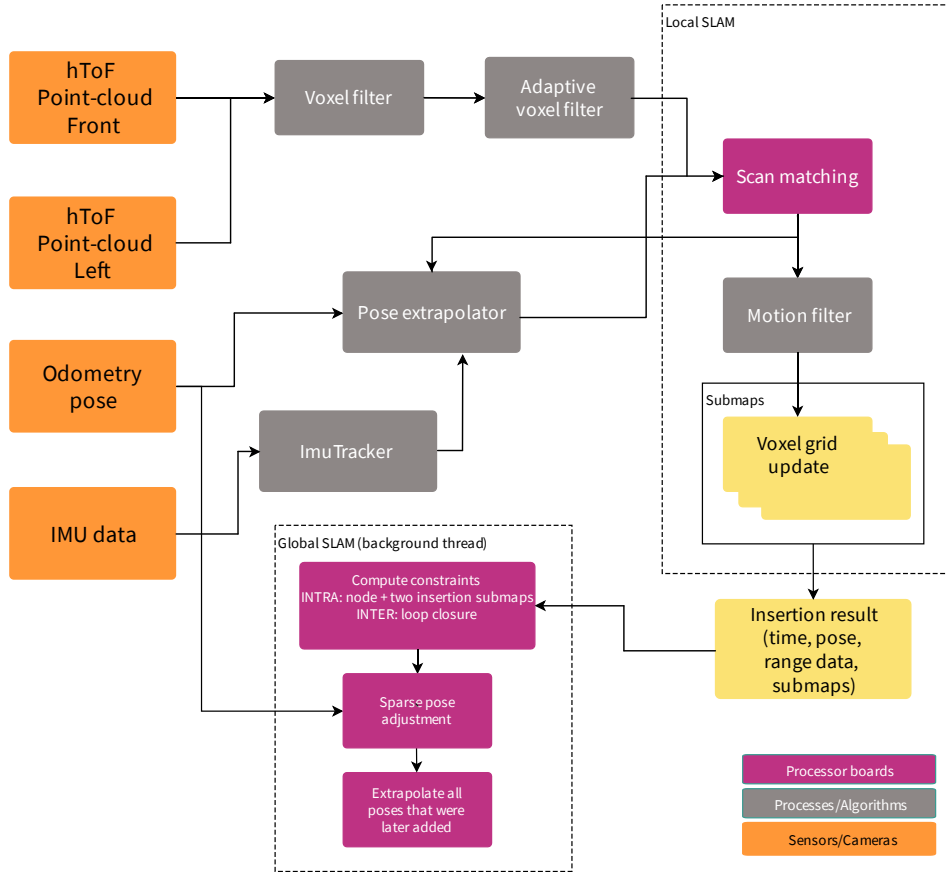 Local SLAM
hToF
Point-cloud
Front
Voxel filter
Adaptive
voxel filter
Scan matching
hToF
Point-cloud
Left
Pose extrapolator
Motion filter
Odometry
pose
Submaps
Voxel grid
update
ImuTracker
IMU data
Global SLAM (background thread)
Compute constraints
INTRA: node + two insertion submaps
INTER: loop closure
Insertion result
(time, pose,
range data,
submaps)
Sparse pose
adjustment
Extrapolate all
poses that were
later added
Processor boards
Processes/Algorithms
Sensors/Cameras